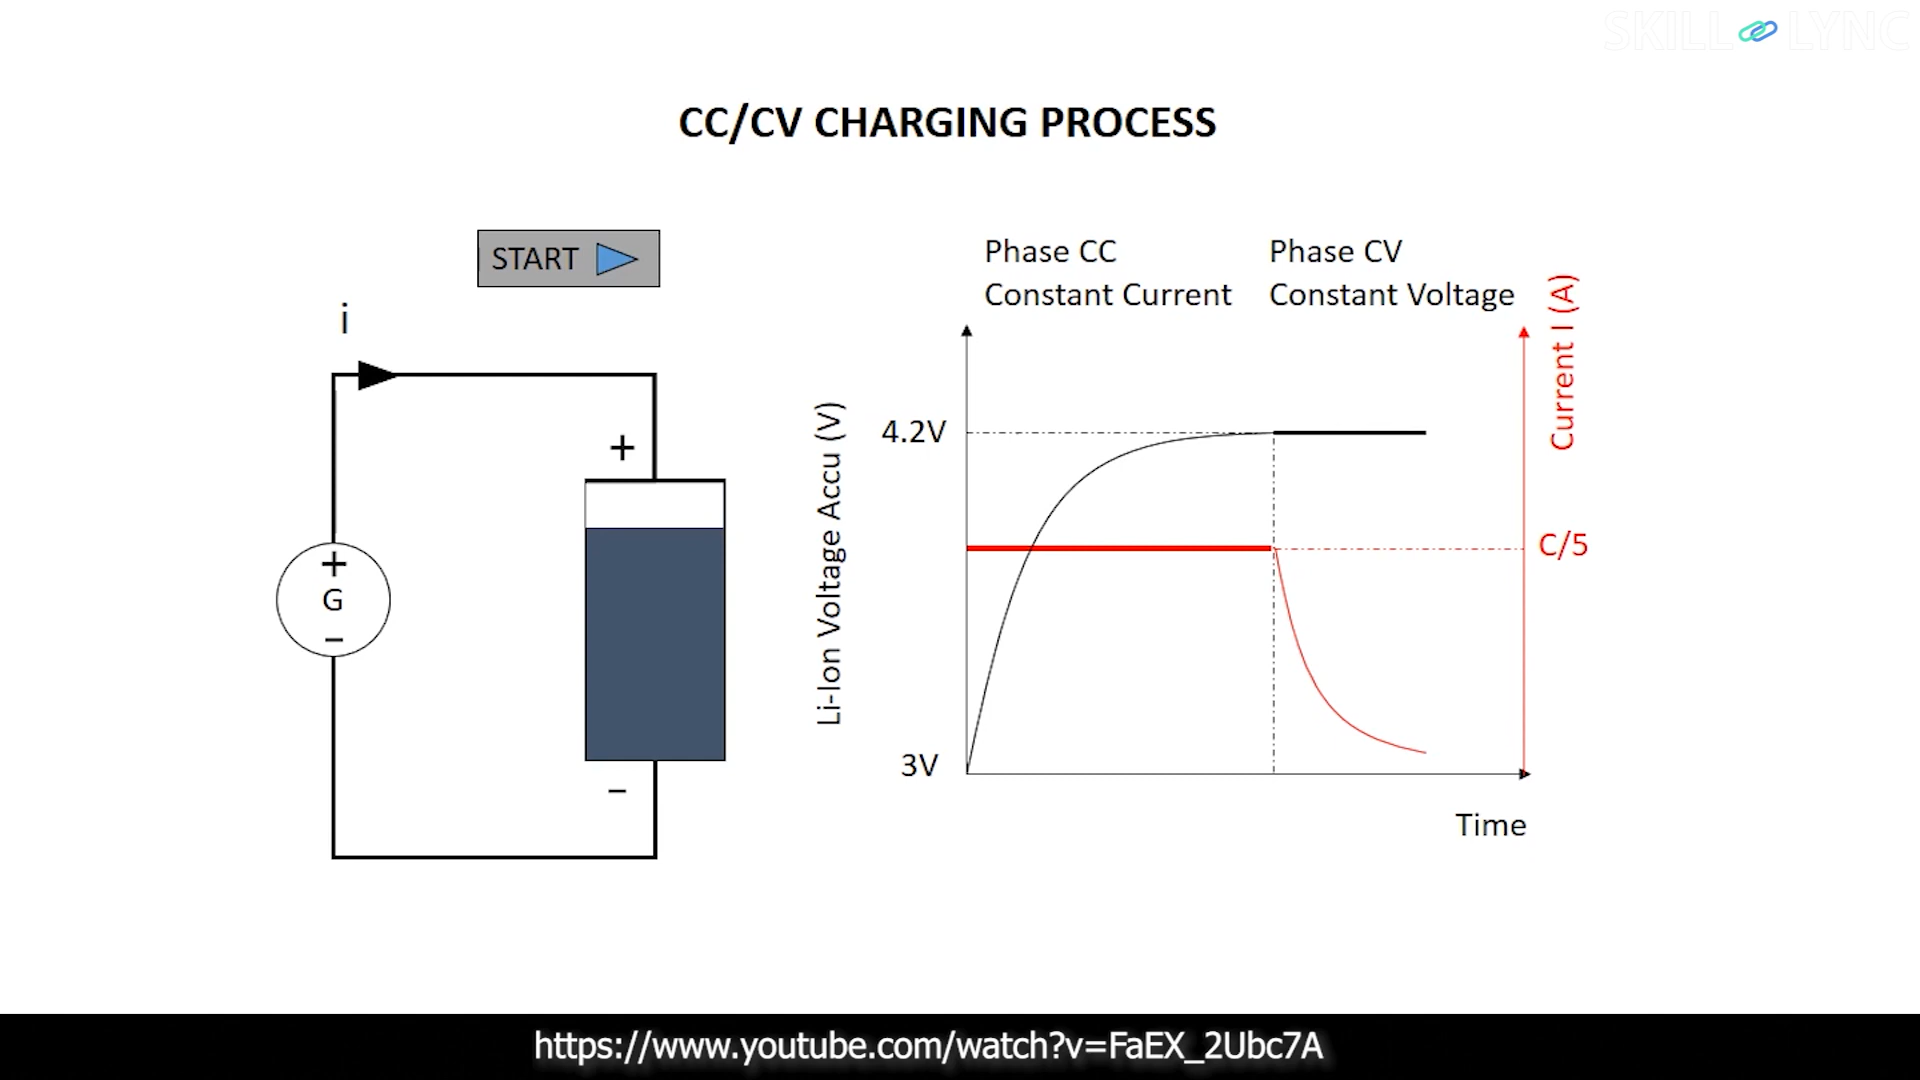 SKILL LYNC
CC/CV CHARGING PROCESS
START
i
+
+
G
−
−
Phase CC
Constant Current
Phase CV
Constant Voltage
Current I (A)
Li-Ion Voltage Accu (V)
4.2V
C/5
3V
Time
https://www.youtube.com/watch?v=FaEX_2Ubc7A